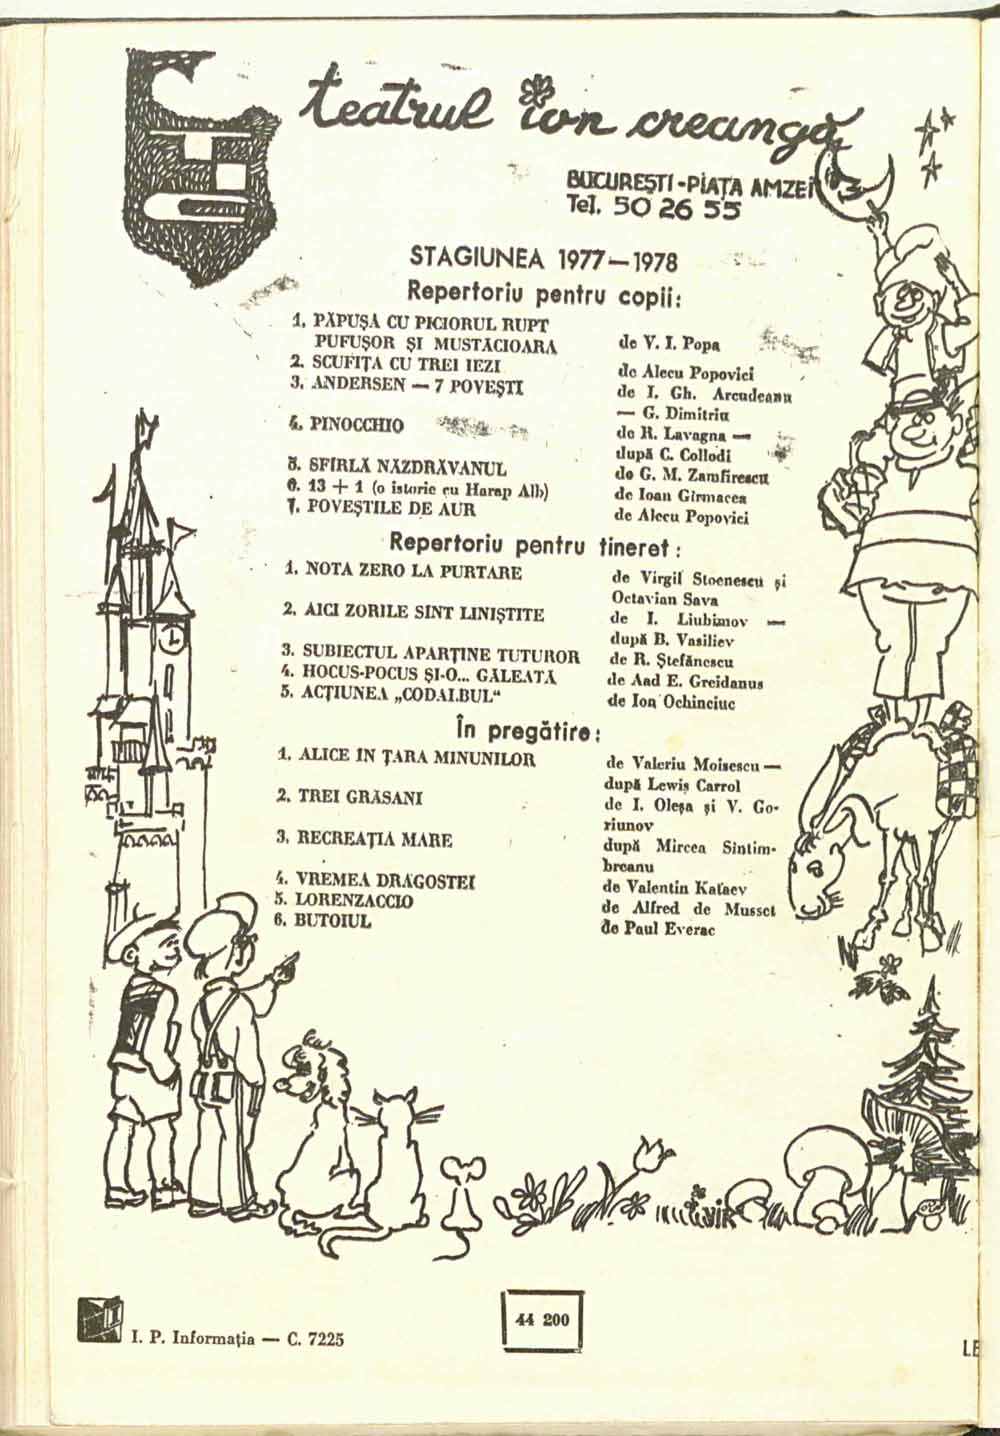 teatrul ion creangă
BUCUREȘTI - PIAȚA AMZEI
Tel. 50 26 55
STAGIUNEA 1977—1978
Repertoriu pentru copii:
1. PĂPUȘA CU PICIORUL RUPT
PUFUȘOR ȘI MUSTĂCIOARA de V. I. Popa
2. SCUFIȚA CU TREI IEZI de Alecu Popovici
3. ANDERSEN — 7 POVEȘTI de I. Gh. Arcudeanu
— G. Dimitriu
4. PINOCCHIO de R. Lavagna —
după C. Collodi
5. SFÎRLĂ NĂZDRĂVANUL de G. M. Zamfirescu
6. 13 + 1 (o istorie cu Harap Alb) de Ioan Gîrmacea
7. POVEȘTILE DE AUR de Alecu Popovici
Repertoriu pentru tineret:
1. NOTA ZERO LA PURTARE de Virgil Stoenescu și
Octavian Sava
2. AICI ZORILE SINT LINIȘTITE de I. Liubimov —
după B. Vasiliev
3. SUBIECTUL APARȚINE TUTUROR de R. Ștefănescu
4. HOCUS-POCUS ȘI-O... GĂLEATĂ de Aad E. Greidanus
5. ACȚIUNEA „CODALBUL“ de Ion Ochinciuc
În pregătire:
1. ALICE IN ȚARA MINUNILOR de Valeriu Moisescu —
după Lewis Carrol
2. TREI GRĂSANI de I. Oleșa și V. Go-
riunov
3. RECREAȚIA MARE după Mircea Sîntim-
breanu
4. VREMEA DRAGOSTEI de Valentin Kataev
5. LORENZACCIO de Alfred de Musset
6. BUTOIUL de Paul Everac
I. P. Informația — C. 7225
44 200
LE